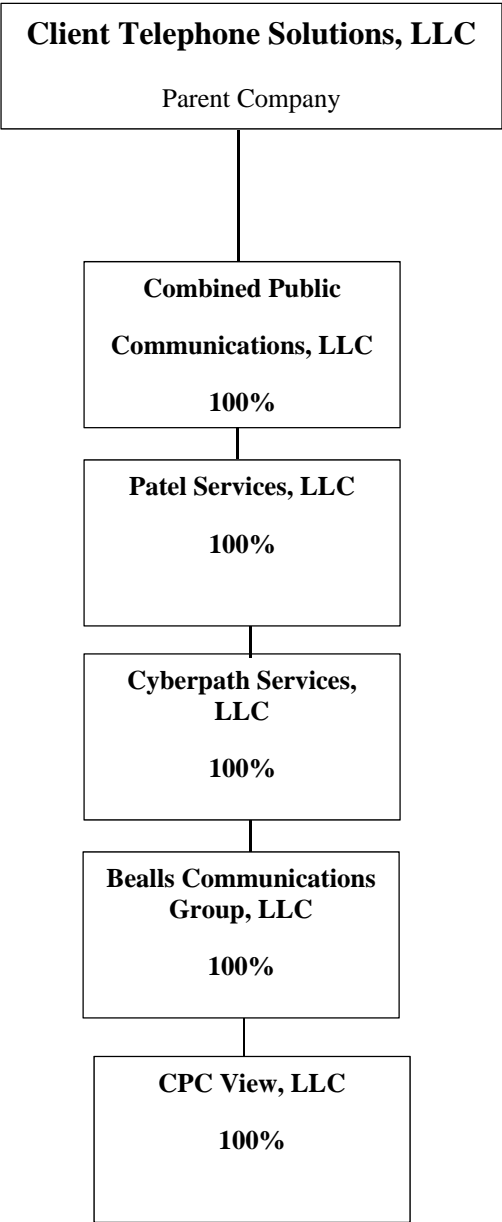 Client Telephone Solutions, LLC
Parent Company
Combined Public
Communications, LLC
100%
Patel Services, LLC
100%
Cyberpath Services,
LLC
100%
Bealls Communications
Group, LLC
100%
CPC View, LLC
100%